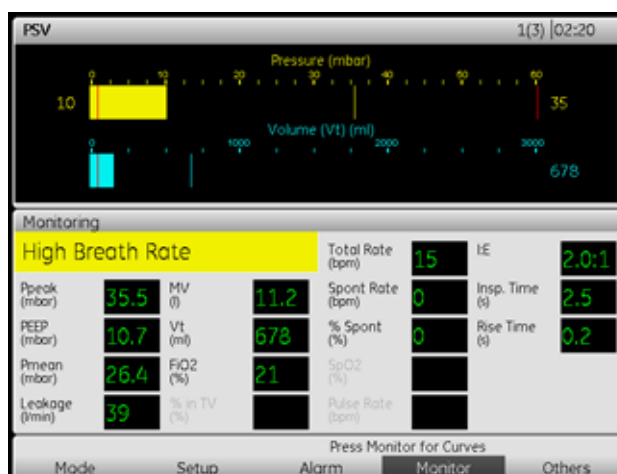 PSV 1(3) 02:20
Pressure (mbar)
0 10 20 30 40 50 60
10 35
Volume (Vt) (ml)
0 1000 2000 3000
678
Monitoring
High Breath Rate
Total Rate (bpm) 15 I:E 2.0:1
Ppeak (mbar) 35.5 MV (l) 11.2 Spont Rate (bpm) 0 Insp. Time (s) 2.5
PEEP (mbar) 10.7 Vt (ml) 678 % Spont (%) 0 Rise Time (s) 0.2
Pmean (mbar) 26.4 FiO2 (%) 21 SpO2 (%)
Leakage (l/min) 39 % in TV (%) Pulse Rate (bpm)
Press Monitor for Curves
Mode Setup Alarm Monitor Others